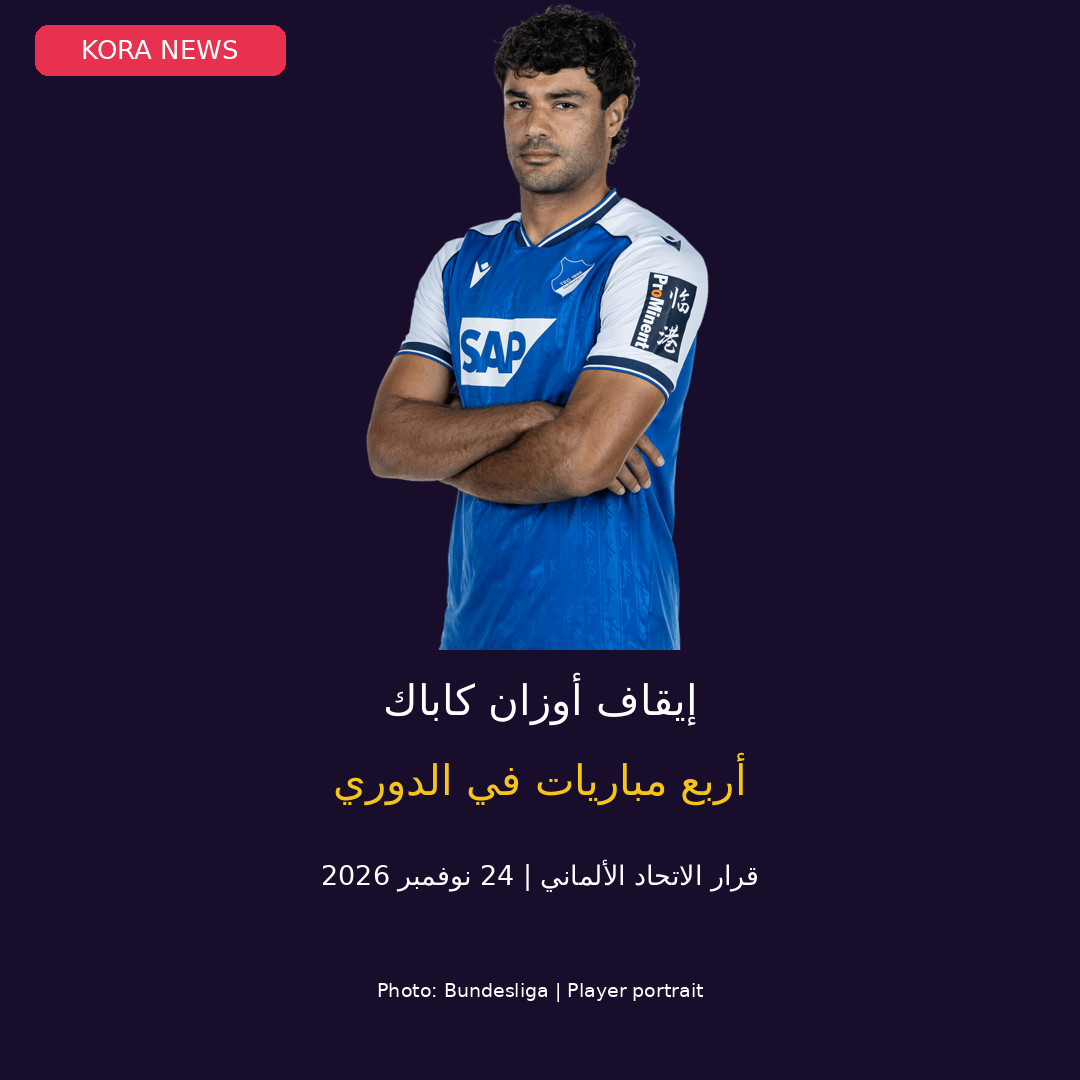 KORA NEWS
SAP
ProMinent
临港
إيقاف أوزان كاباك
أربع مباريات في الدوري
قرار الاتحاد الألماني | 24 نوفمبر 2026
Photo: Bundesliga | Player portrait